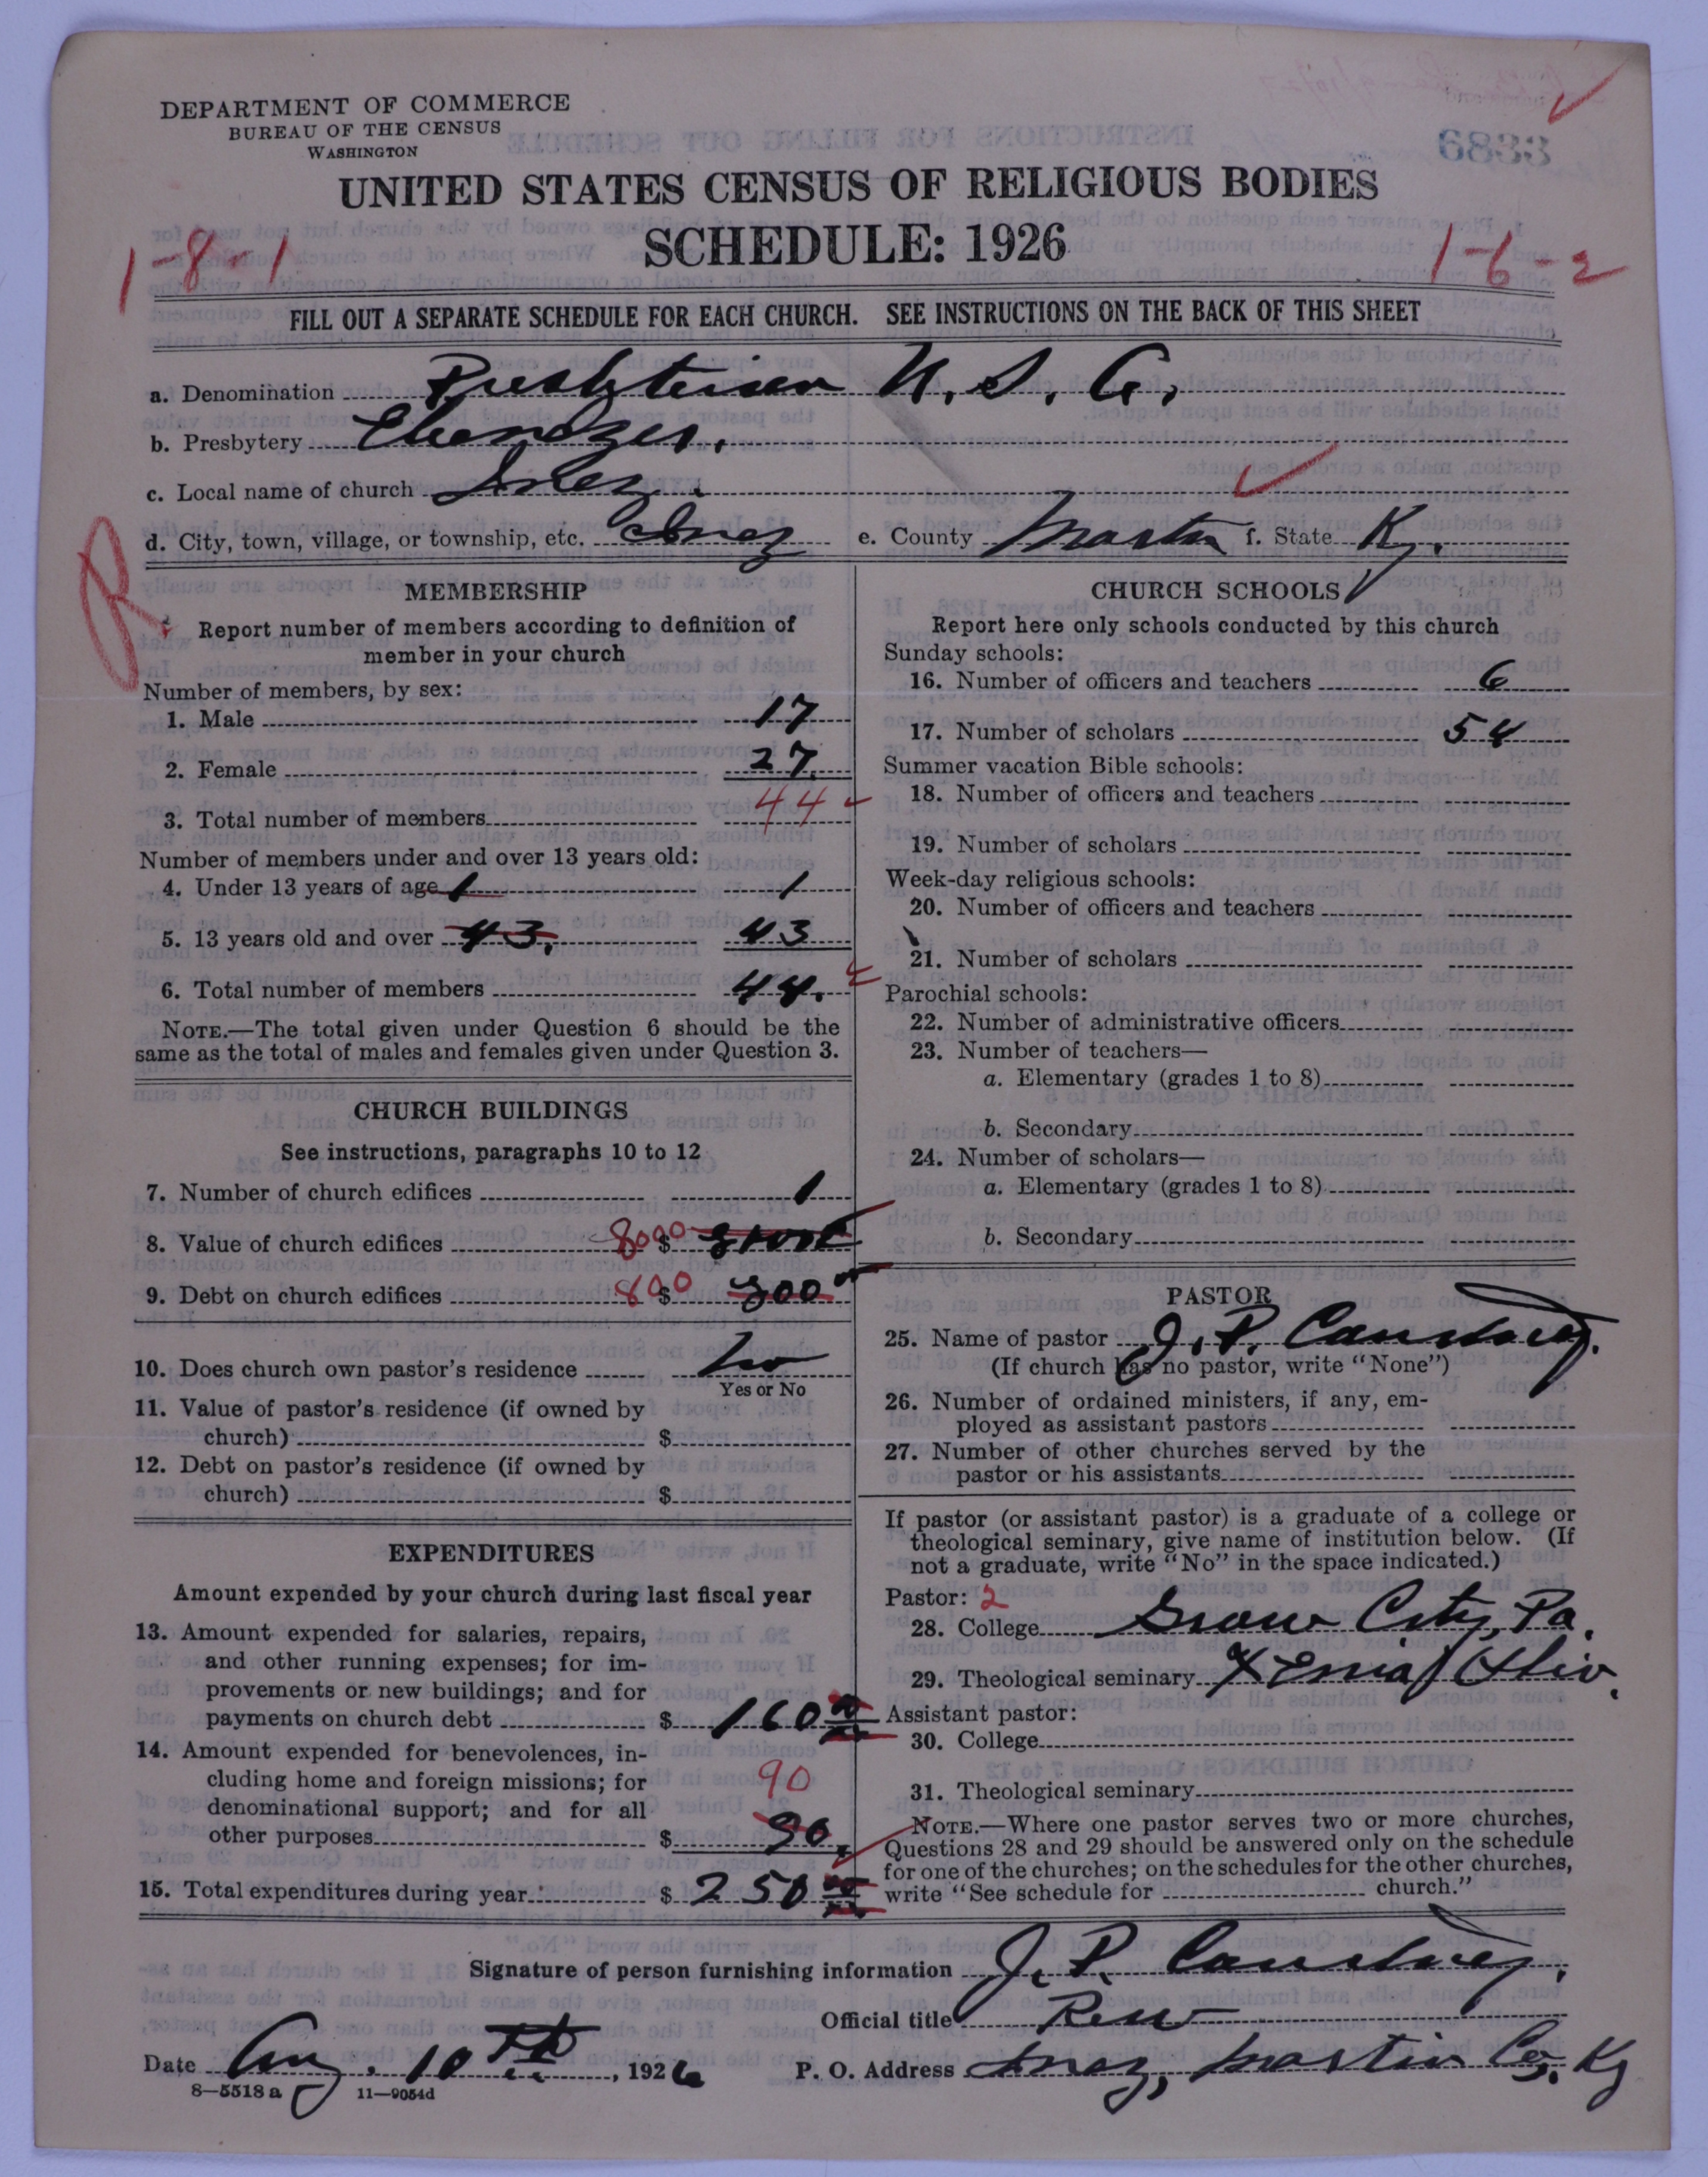 DEPARTMENT OF COMMERCE
BUREAU OF THE CENSUS
WASHINGTON
6833
UNITED STATES CENSUS OF RELIGIOUS BODIES
SCHEDULE: 1926
1-8-1
1-6-2
FILL OUT A SEPARATE SCHEDULE FOR EACH CHURCH. SEE INSTRUCTIONS ON THE BACK OF THIS SHEET
a. Denomination Presbyterian U. S. A.
b. Presbytery Ebenezer.
c. Local name of church Inez.
d. City, town, village, or township, etc. Inez e. County Martin f. State Ky.
R
MEMBERSHIP
Report number of members according to definition of
member in your church
Number of members, by sex:
1. Male 17
2. Female 27
3. Total number of members 44
Number of members under and over 13 years old:
4. Under 13 years of age 1 1
5. 13 years old and over 43. 43
6. Total number of members 44.
NOTE.—The total given under Question 6 should be the
same as the total of males and females given under Question 3.
CHURCH BUILDINGS
See instructions, paragraphs 10 to 12
7. Number of church edifices 1
8. Value of church edifices 8000 $
9. Debt on church edifices 800 $ 800
10. Does church own pastor's residence No
Yes or No
11. Value of pastor's residence (if owned by
church) $
12. Debt on pastor's residence (if owned by
church) $
EXPENDITURES
Amount expended by your church during last fiscal year
13. Amount expended for salaries, repairs,
and other running expenses; for im-
provements or new buildings; and for
payments on church debt $ 160
14. Amount expended for benevolences, in-
cluding home and foreign missions; for 90
denominational support; and for all
other purposes $ 90
15. Total expenditures during year $ 250
CHURCH SCHOOLS
Report here only schools conducted by this church
Sunday schools:
16. Number of officers and teachers 6
17. Number of scholars 54
Summer vacation Bible schools:
18. Number of officers and teachers
19. Number of scholars
Week-day religious schools:
20. Number of officers and teachers
21. Number of scholars
Parochial schools:
22. Number of administrative officers
23. Number of teachers—
a. Elementary (grades 1 to 8)
b. Secondary
24. Number of scholars—
a. Elementary (grades 1 to 8)
b. Secondary
PASTOR
25. Name of pastor J. P.
(If church has no pastor, write "None")
26. Number of ordained ministers, if any, em-
ployed as assistant pastors
27. Number of other churches served by the
pastor or his assistants
If pastor (or assistant pastor) is a graduate of a college or
theological seminary, give name of institution below. (If
not a graduate, write "No" in the space indicated.)
Pastor: 2
28. College Grove City, Pa.
29. Theological seminary Xenia, Ohio.
Assistant pastor:
30. College
31. Theological seminary
NOTE.—Where one pastor serves two or more churches,
Questions 28 and 29 should be answered only on the schedule
for one of the churches; on the schedules for the other churches,
write "See schedule for church."
Signature of person furnishing information J. P.
Official title Rev
Date Aug. 10th, 1926 P. O. Address Inez, Martin Co. Ky
8-5518 a 11-9054d